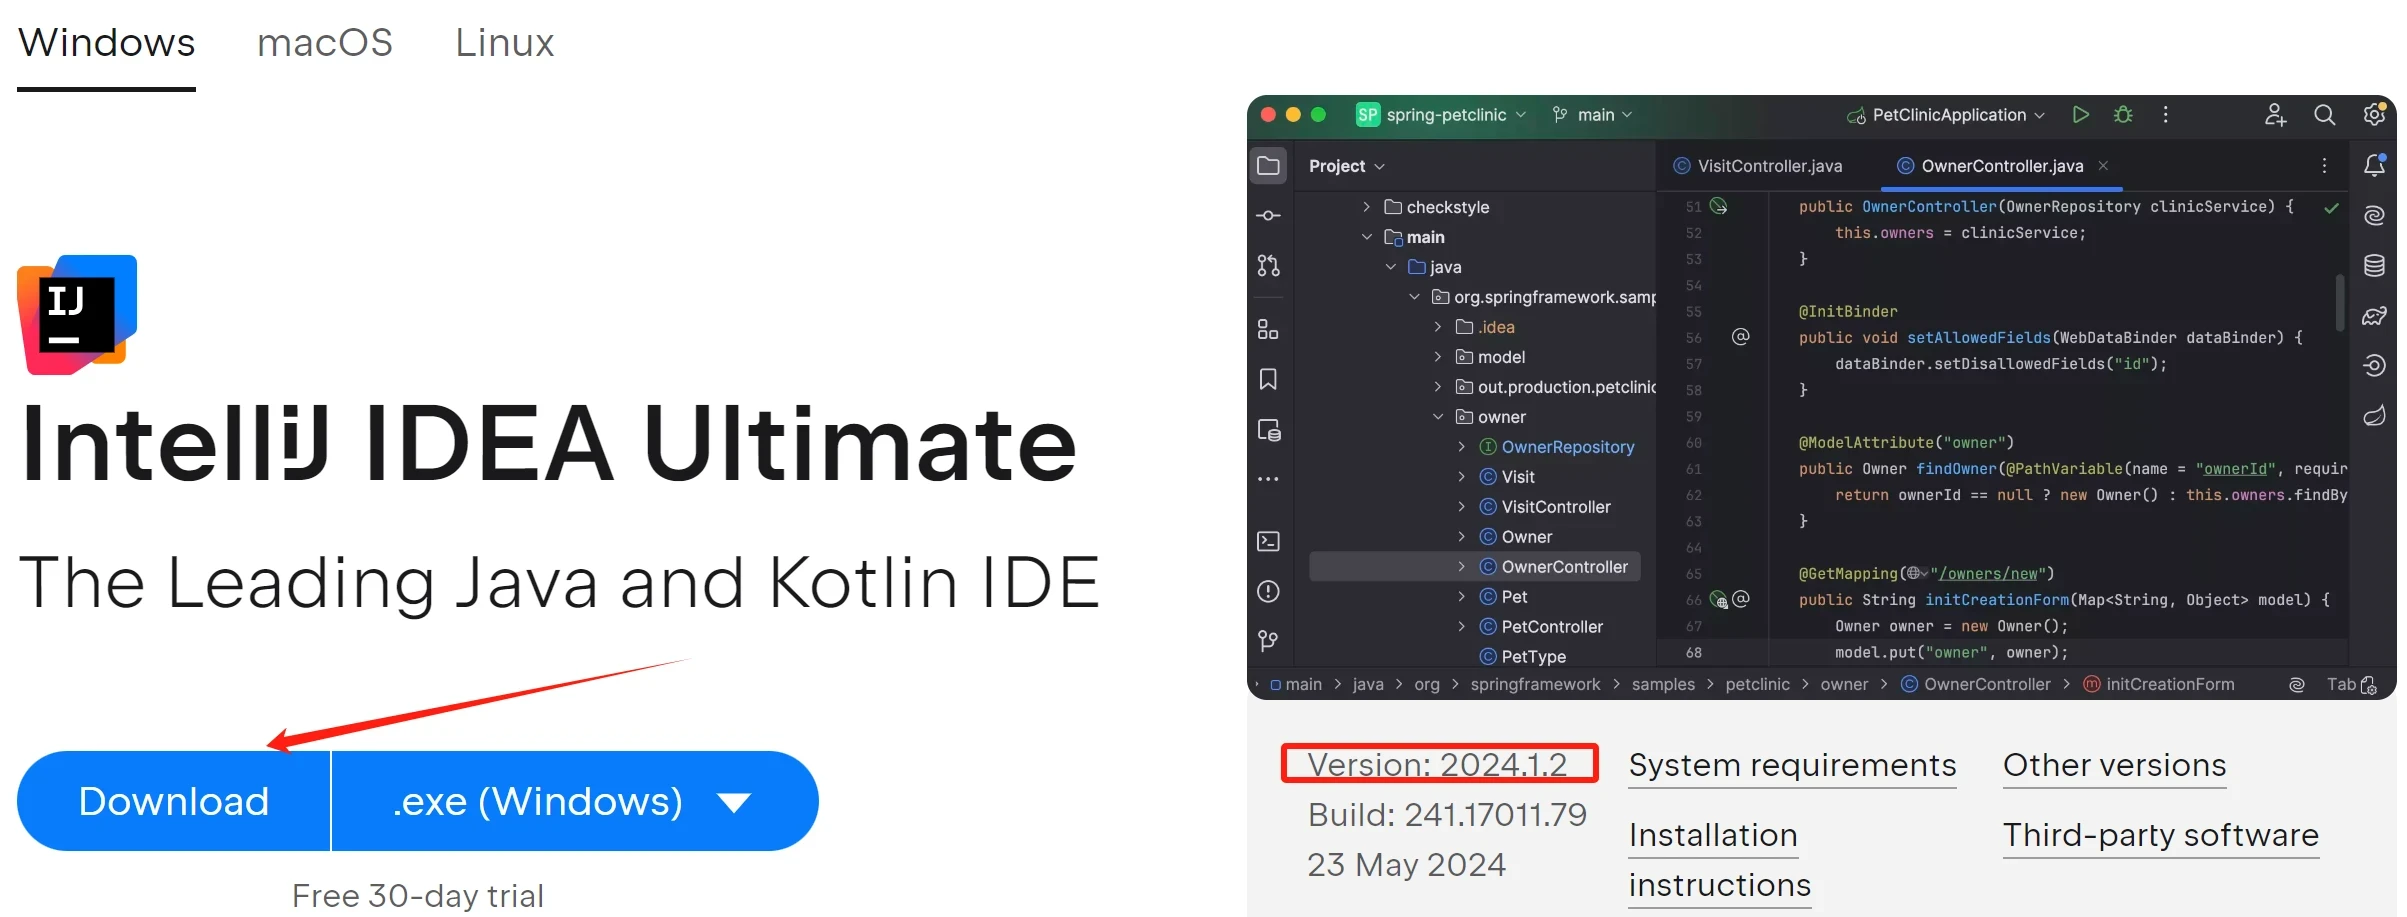 Windows macOS Linux
IJ
IntelliJ IDEA Ultimate
The Leading Java and Kotlin IDE
Download .exe (Windows)
Free 30-day trial
SP spring-petclinic main PetClinicApplication
Project
checkstyle
main
java
org.springframework.samp
.idea
model
out.production.petclinic
owner
OwnerRepository
Visit
VisitController
Owner
OwnerController
Pet
PetController
PetType
VisitController.java OwnerController.java
51 public OwnerController(OwnerRepository clinicService) {
52 this.owners = clinicService;
53 }
54
55 @InitBinder
56 public void setAllowedFields(WebDataBinder dataBinder) {
57 dataBinder.setDisallowedFields("id");
58 }
59
60 @ModelAttribute("owner")
61 public Owner findOwner(@PathVariable(name = "ownerId", requir
62 return ownerId == null ? new Owner() : this.owners.findBy
63 }
64
65 @GetMapping("/owners/new")
66 public String initCreationForm(Map<String, Object> model) {
67 Owner owner = new Owner();
68 model.put("owner", owner);
main > java > org > springframework > samples > petclinic > owner > OwnerController > initCreationForm Tab
Version: 2024.1.2
Build: 241.17011.79
23 May 2024
System requirements
Installation
instructions
Other versions
Third-party software